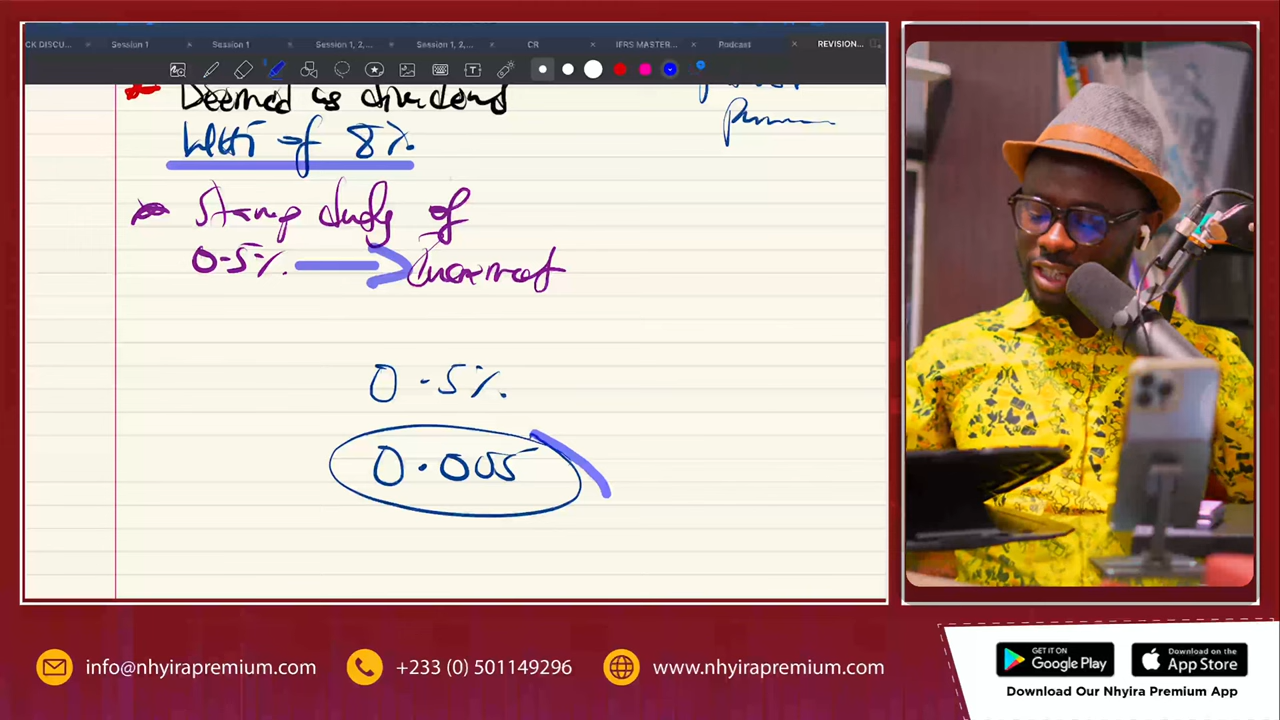 CK DISCU...
Session 1
Session 1
Session 1, 2,...
Session 1, 2,...
CR
IFRS MASTER...
Podcast
REVISION...
Deemed as dividend
of 8%
Stamp duty of
0.5%
0.5%
0.005
info@nhyirapremium.com
+233 (0) 501149296
www.nhyirapremium.com
GET IT ON
Google Play
Download on the
App Store
Download Our Nhyira Premium App